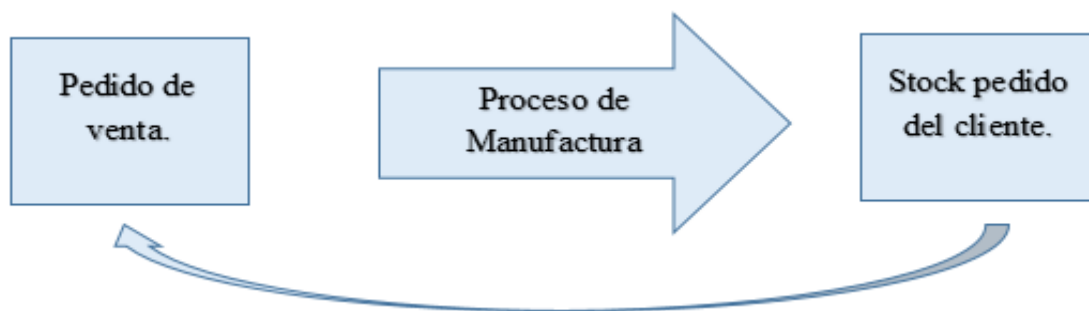 Pedido de
venta.
Proceso de
Manufactura
Stock pedido
del cliente.